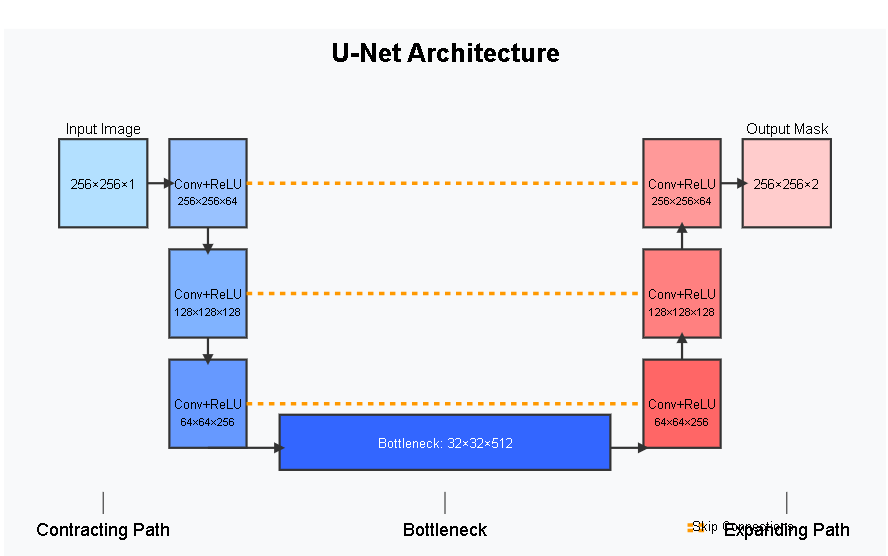 U-Net Architecture
Input Image
Output Mask
256×256×1
Conv+ReLU
256×256×64
Conv+ReLU
256×256×64
256×256×2
Conv+ReLU
128×128×128
Conv+ReLU
128×128×128
Conv+ReLU
64×64×256
Conv+ReLU
64×64×256
Bottleneck: 32×32×512
Contracting Path
Bottleneck
Skip Connections
Expanding Path